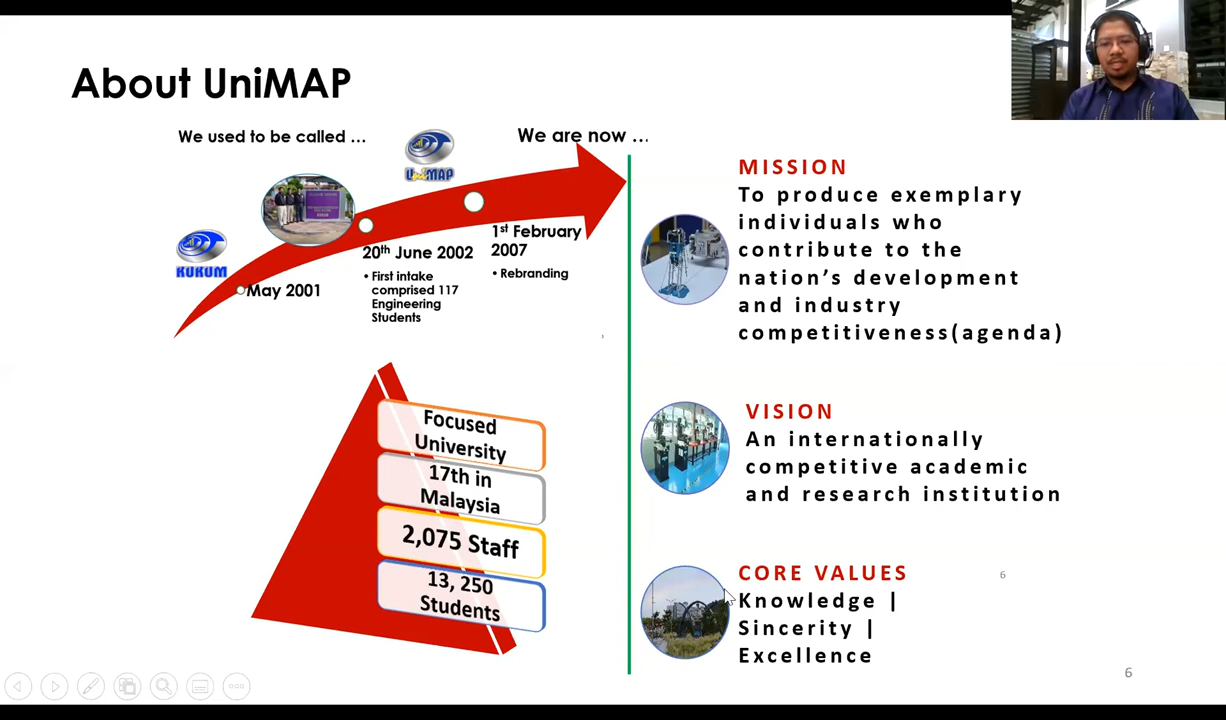 About UniMAP
We used to be called ...
We are now ...
UniMAP
KUKUM
May 2001
20th June 2002
• First intake
comprised 117
Engineering
Students
1st February
2007
• Rebranding
Focused
University
17th in
Malaysia
2,075 Staff
13, 250
Students
MISSION
To produce exemplary
individuals who
contribute to the
nation’s development
and industry
competitiveness(agenda)
VISION
An internationally
competitive academic
and research institution
CORE VALUES
Knowledge |
Sincerity |
Excellence
6
6